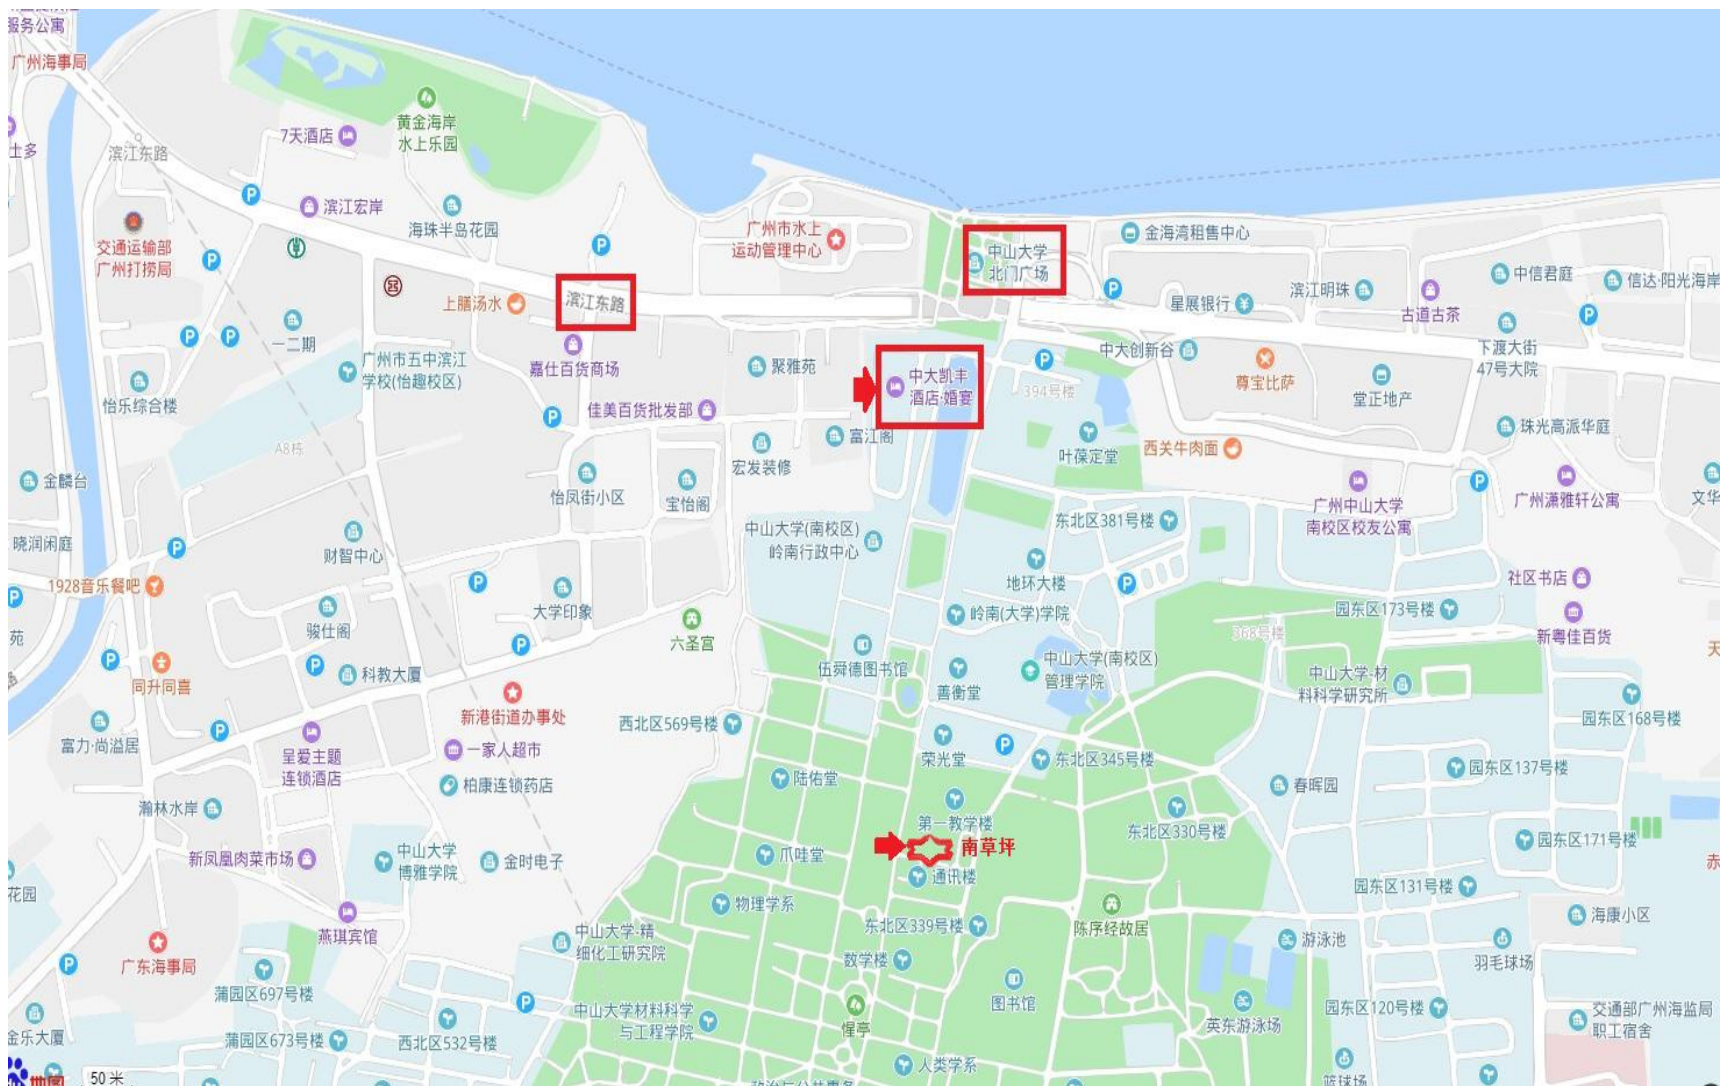 服务公寓
广州海事局
士多
滨江东路
7天酒店
黄金海岸
水上乐园
滨江宏岸
海珠半岛花园
交通运输部
广州打捞局
广州市水上
运动管理中心
中山大学
北门广场
金海湾租售中心
中信君庭
信达·阳光海岸
滨江明珠
星展银行
古道古茶
上膳汤水
滨江东路
一二期
广州市五中滨江
学校(怡趣校区)
嘉仕百货商场
聚雅苑
中大凯丰
酒店·婚宴
394号楼
中大创新谷
尊宝比萨
堂正地产
下渡大街
47号大院
怡乐综合楼
佳美百货批发部
富江阁
珠光高派华庭
A8栋
宏发装修
叶葆定堂
西关牛肉面
金麟台
怡凤街小区
宝怡阁
广州中山大学
南校区校友公寓
广州潇雅轩公寓
文华
晓润闲庭
财智中心
中山大学(南校区)
岭南行政中心
东北区381号楼
地环大楼
1928音乐餐吧
大学印象
岭南(大学)学院
社区书店
园东区173号楼
新粤佳百货
苑
骏仕阁
六圣宫
368号楼
同升同喜
科教大厦
伍舜德图书馆
善衡堂
中山大学(南校区)
管理学院
中山大学-材
料科学研究所
天
新港街道办事处
西北区569号楼
园东区168号楼
富力·尚溢居
呈爱主题
连锁酒店
一家人超市
荣光堂
东北区345号楼
园东区137号楼
柏康连锁药店
陆佑堂
春晖园
瀚林水岸
第一教学楼
东北区330号楼
园东区171号楼
新凤凰肉菜市场
中山大学
博雅学院
金时电子
爪哇堂
南草坪
赤
通讯楼
园东区131号楼
花园
物理学系
燕琪宾馆
东北区339号楼
陈序经故居
海康小区
广东海事局
中山大学-精
细化工研究院
数学楼
游泳池
羽毛球场
蒲园区697号楼
图书馆
中山大学材料科学
与工程学院
惺亭
英东游泳场
园东区120号楼
交通部广州海监局
职工宿舍
金乐大厦
蒲园区673号楼
西北区532号楼
人类学系
篮球场
地图
50 米